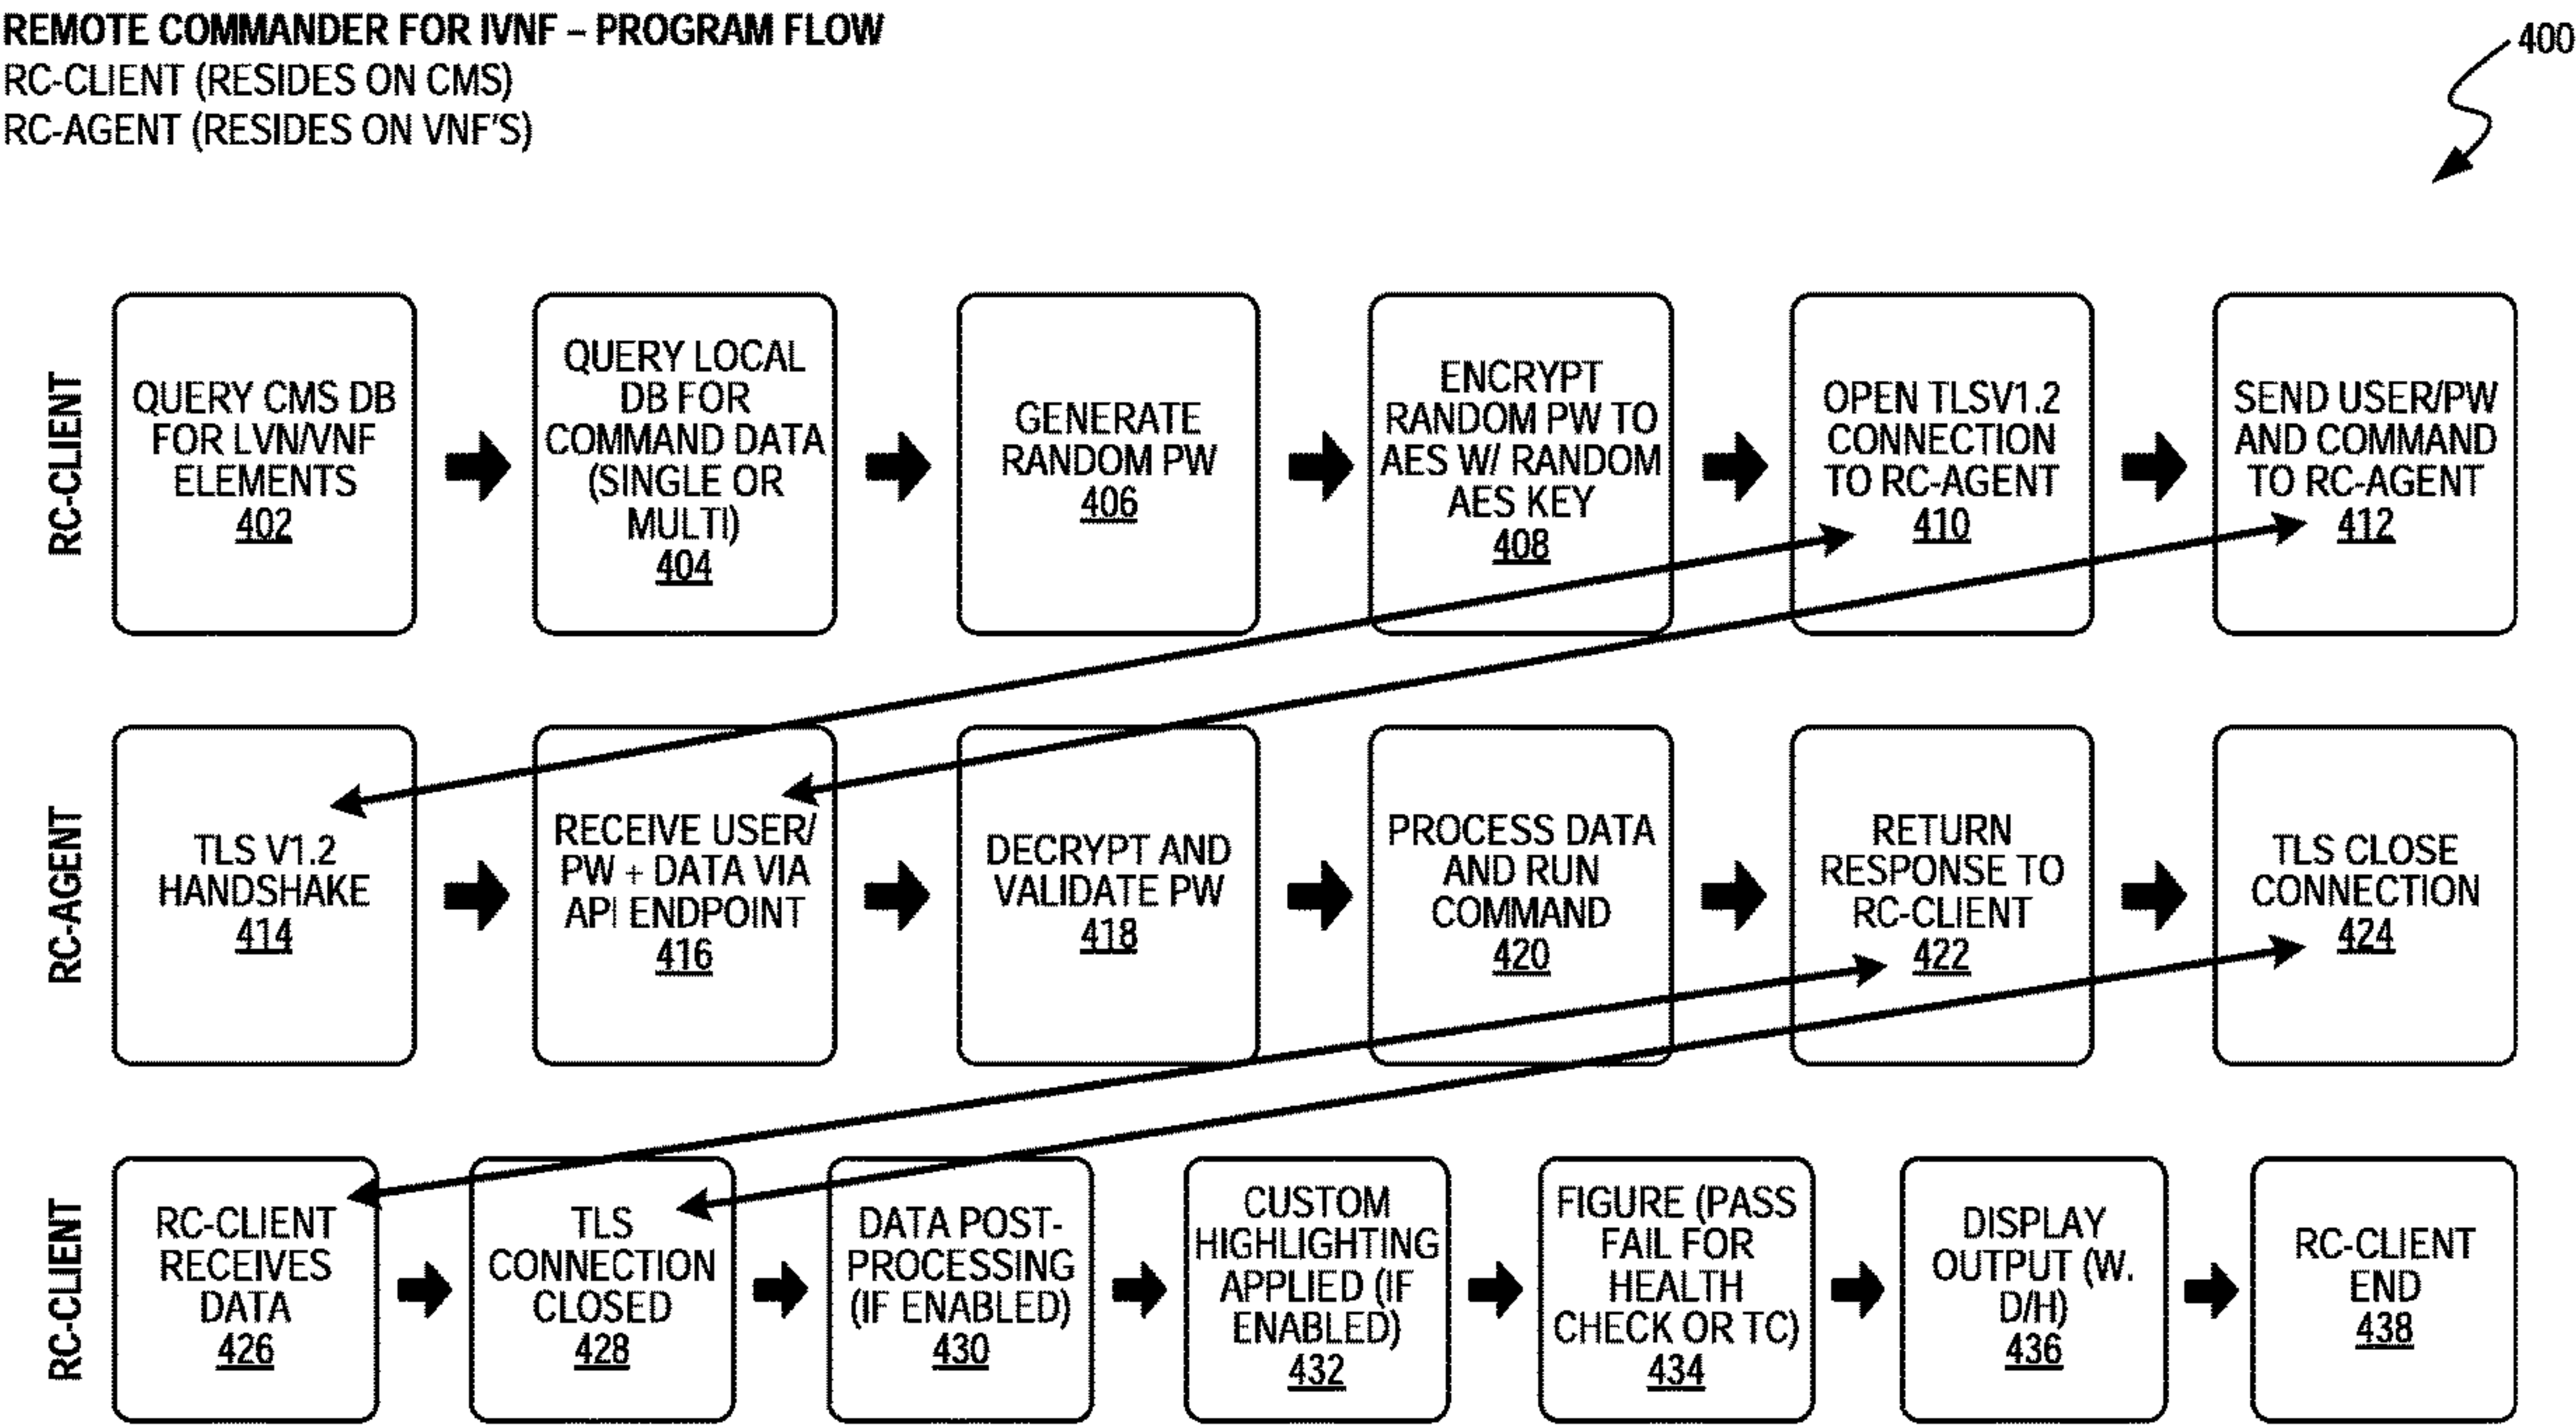 REMOTE COMMANDER FOR IVNF – PROGRAM FLOW
RC-CLIENT (RESIDES ON CMS)
RC-AGENT (RESIDES ON VNF'S)
400
RC-CLIENT
QUERY CMS DB
FOR LVN/VNF
ELEMENTS
402
QUERY LOCAL
DB FOR
COMMAND DATA
(SINGLE OR
MULTI)
404
GENERATE
RANDOM PW
406
ENCRYPT
RANDOM PW TO
AES W/ RANDOM
AES KEY
408
OPEN TLSV1.2
CONNECTION
TO RC-AGENT
410
SEND USER/PW
AND COMMAND
TO RC-AGENT
412
RC-AGENT
TLS V1.2
HANDSHAKE
414
RECEIVE USER/
PW + DATA VIA
API ENDPOINT
416
DECRYPT AND
VALIDATE PW
418
PROCESS DATA
AND RUN
COMMAND
420
RETURN
RESPONSE TO
RC-CLIENT
422
TLS CLOSE
CONNECTION
424
RC-CLIENT
RC-CLIENT
RECEIVES
DATA
426
TLS
CONNECTION
CLOSED
428
DATA POST-
PROCESSING
(IF ENABLED)
430
CUSTOM
HIGHLIGHTING
APPLIED (IF
ENABLED)
432
FIGURE (PASS
FAIL FOR
HEALTH
CHECK OR TC)
434
DISPLAY
OUTPUT (W.
D/H)
436
RC-CLIENT
END
438